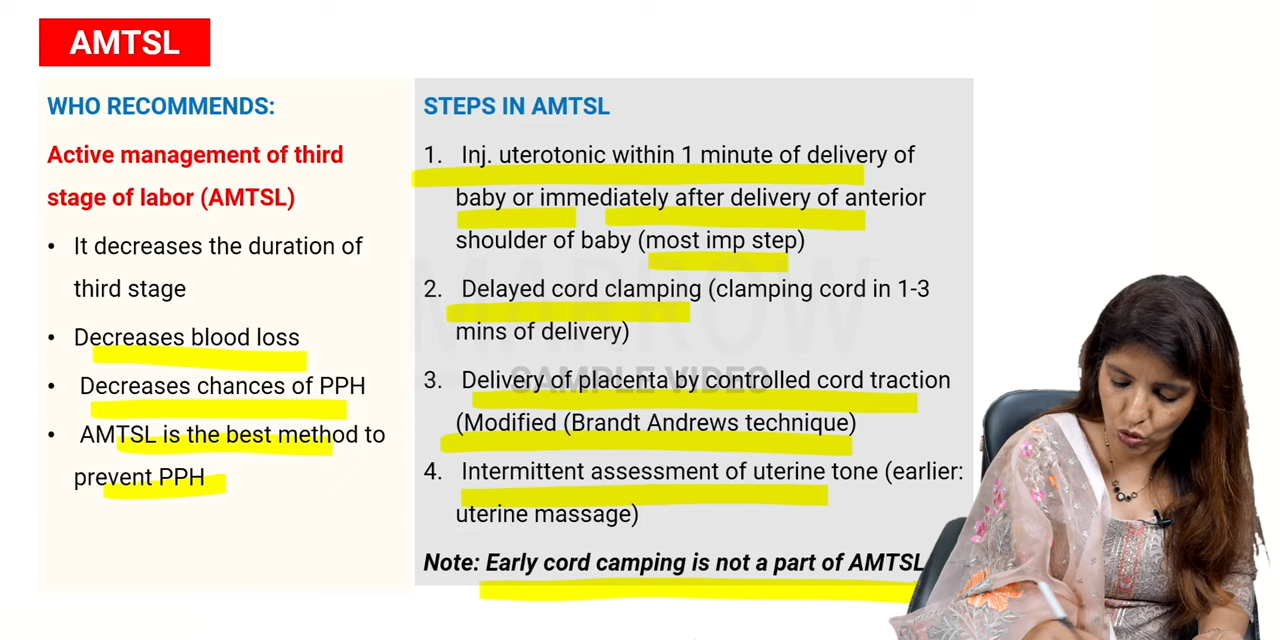 AMTSL
WHO RECOMMENDS:
Active management of third
stage of labor (AMTSL)
• It decreases the duration of
third stage
• Decreases blood loss
• Decreases chances of PPH
• AMTSL is the best method to
prevent PPH
STEPS IN AMTSL
1. Inj. uterotonic within 1 minute of delivery of
baby or immediately after delivery of anterior
shoulder of baby (most imp step)
2. Delayed cord clamping (clamping cord in 1-3
mins of delivery)
3. Delivery of placenta by controlled cord traction
(Modified (Brandt Andrews technique)
4. Intermittent assessment of uterine tone (earlier:
uterine massage)
Note: Early cord camping is not a part of AMTSL
MARROW
SAMPLE VIDEO